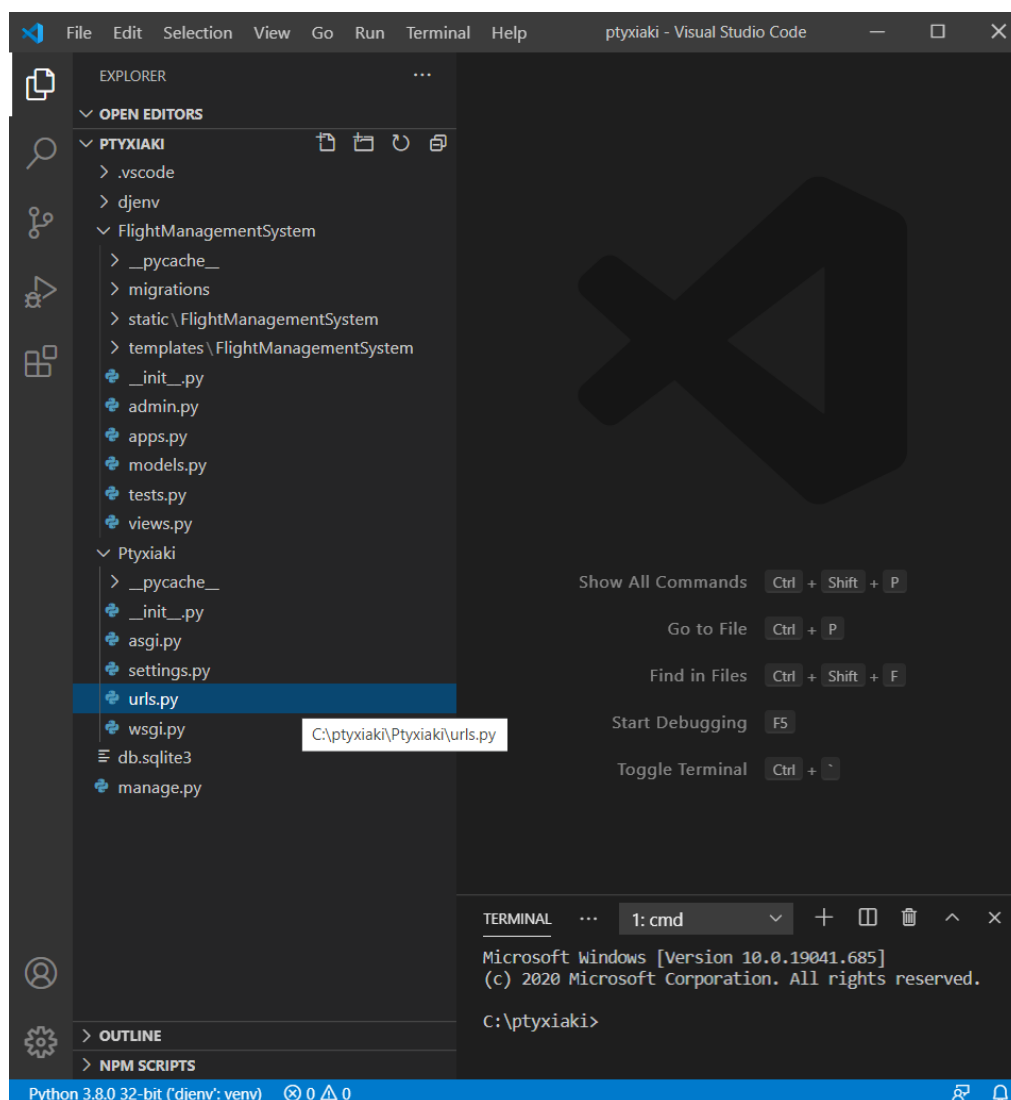 File Edit Selection View Go Run Terminal Help ptyxiaki - Visual Studio Code
EXPLORER
OPEN EDITORS
PTYXIAKI
.vscode
djenv
FlightManagementSystem
__pycache__
migrations
static\FlightManagementSystem
templates\FlightManagementSystem
__init__.py
admin.py
apps.py
models.py
tests.py
views.py
Ptyxiaki
__pycache__
__init__.py
asgi.py
settings.py
urls.py
wsgi.py
C:\ptyxiaki\Ptyxiaki\urls.py
db.sqlite3
manage.py
OUTLINE
NPM SCRIPTS
Show All Commands Ctrl + Shift + P
Go to File Ctrl + P
Find in Files Ctrl + Shift + F
Start Debugging F5
Toggle Terminal Ctrl + `
TERMINAL ··· 1: cmd
Microsoft Windows [Version 10.0.19041.685]
(c) 2020 Microsoft Corporation. All rights reserved.
C:\ptyxiaki>
Python 3.8.0 32-bit ('djenv': venv) 0 0